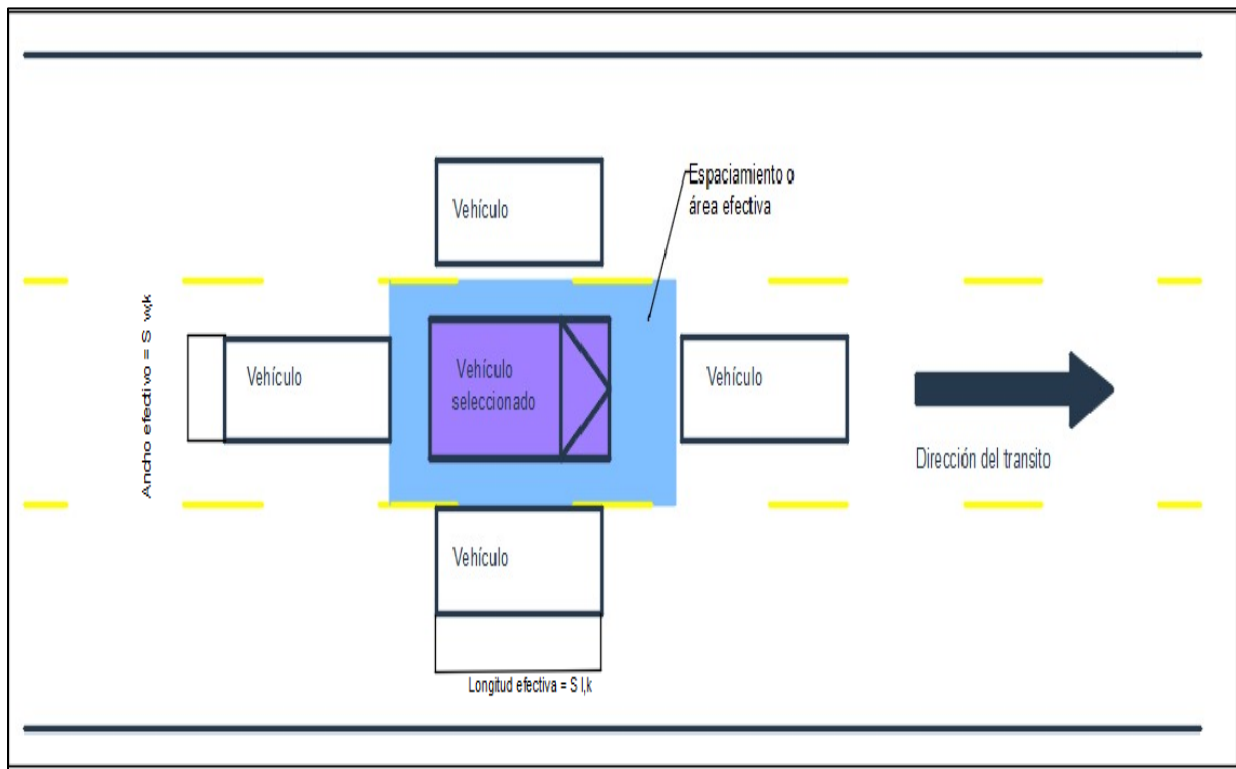 Vehículo
Espaciamiento o
área efectiva
Ancho efectivo = S w,k
Vehículo
Vehículo
seleccionado
Vehículo
Dirección del transito
Vehículo
Longitud efectiva = S l,k